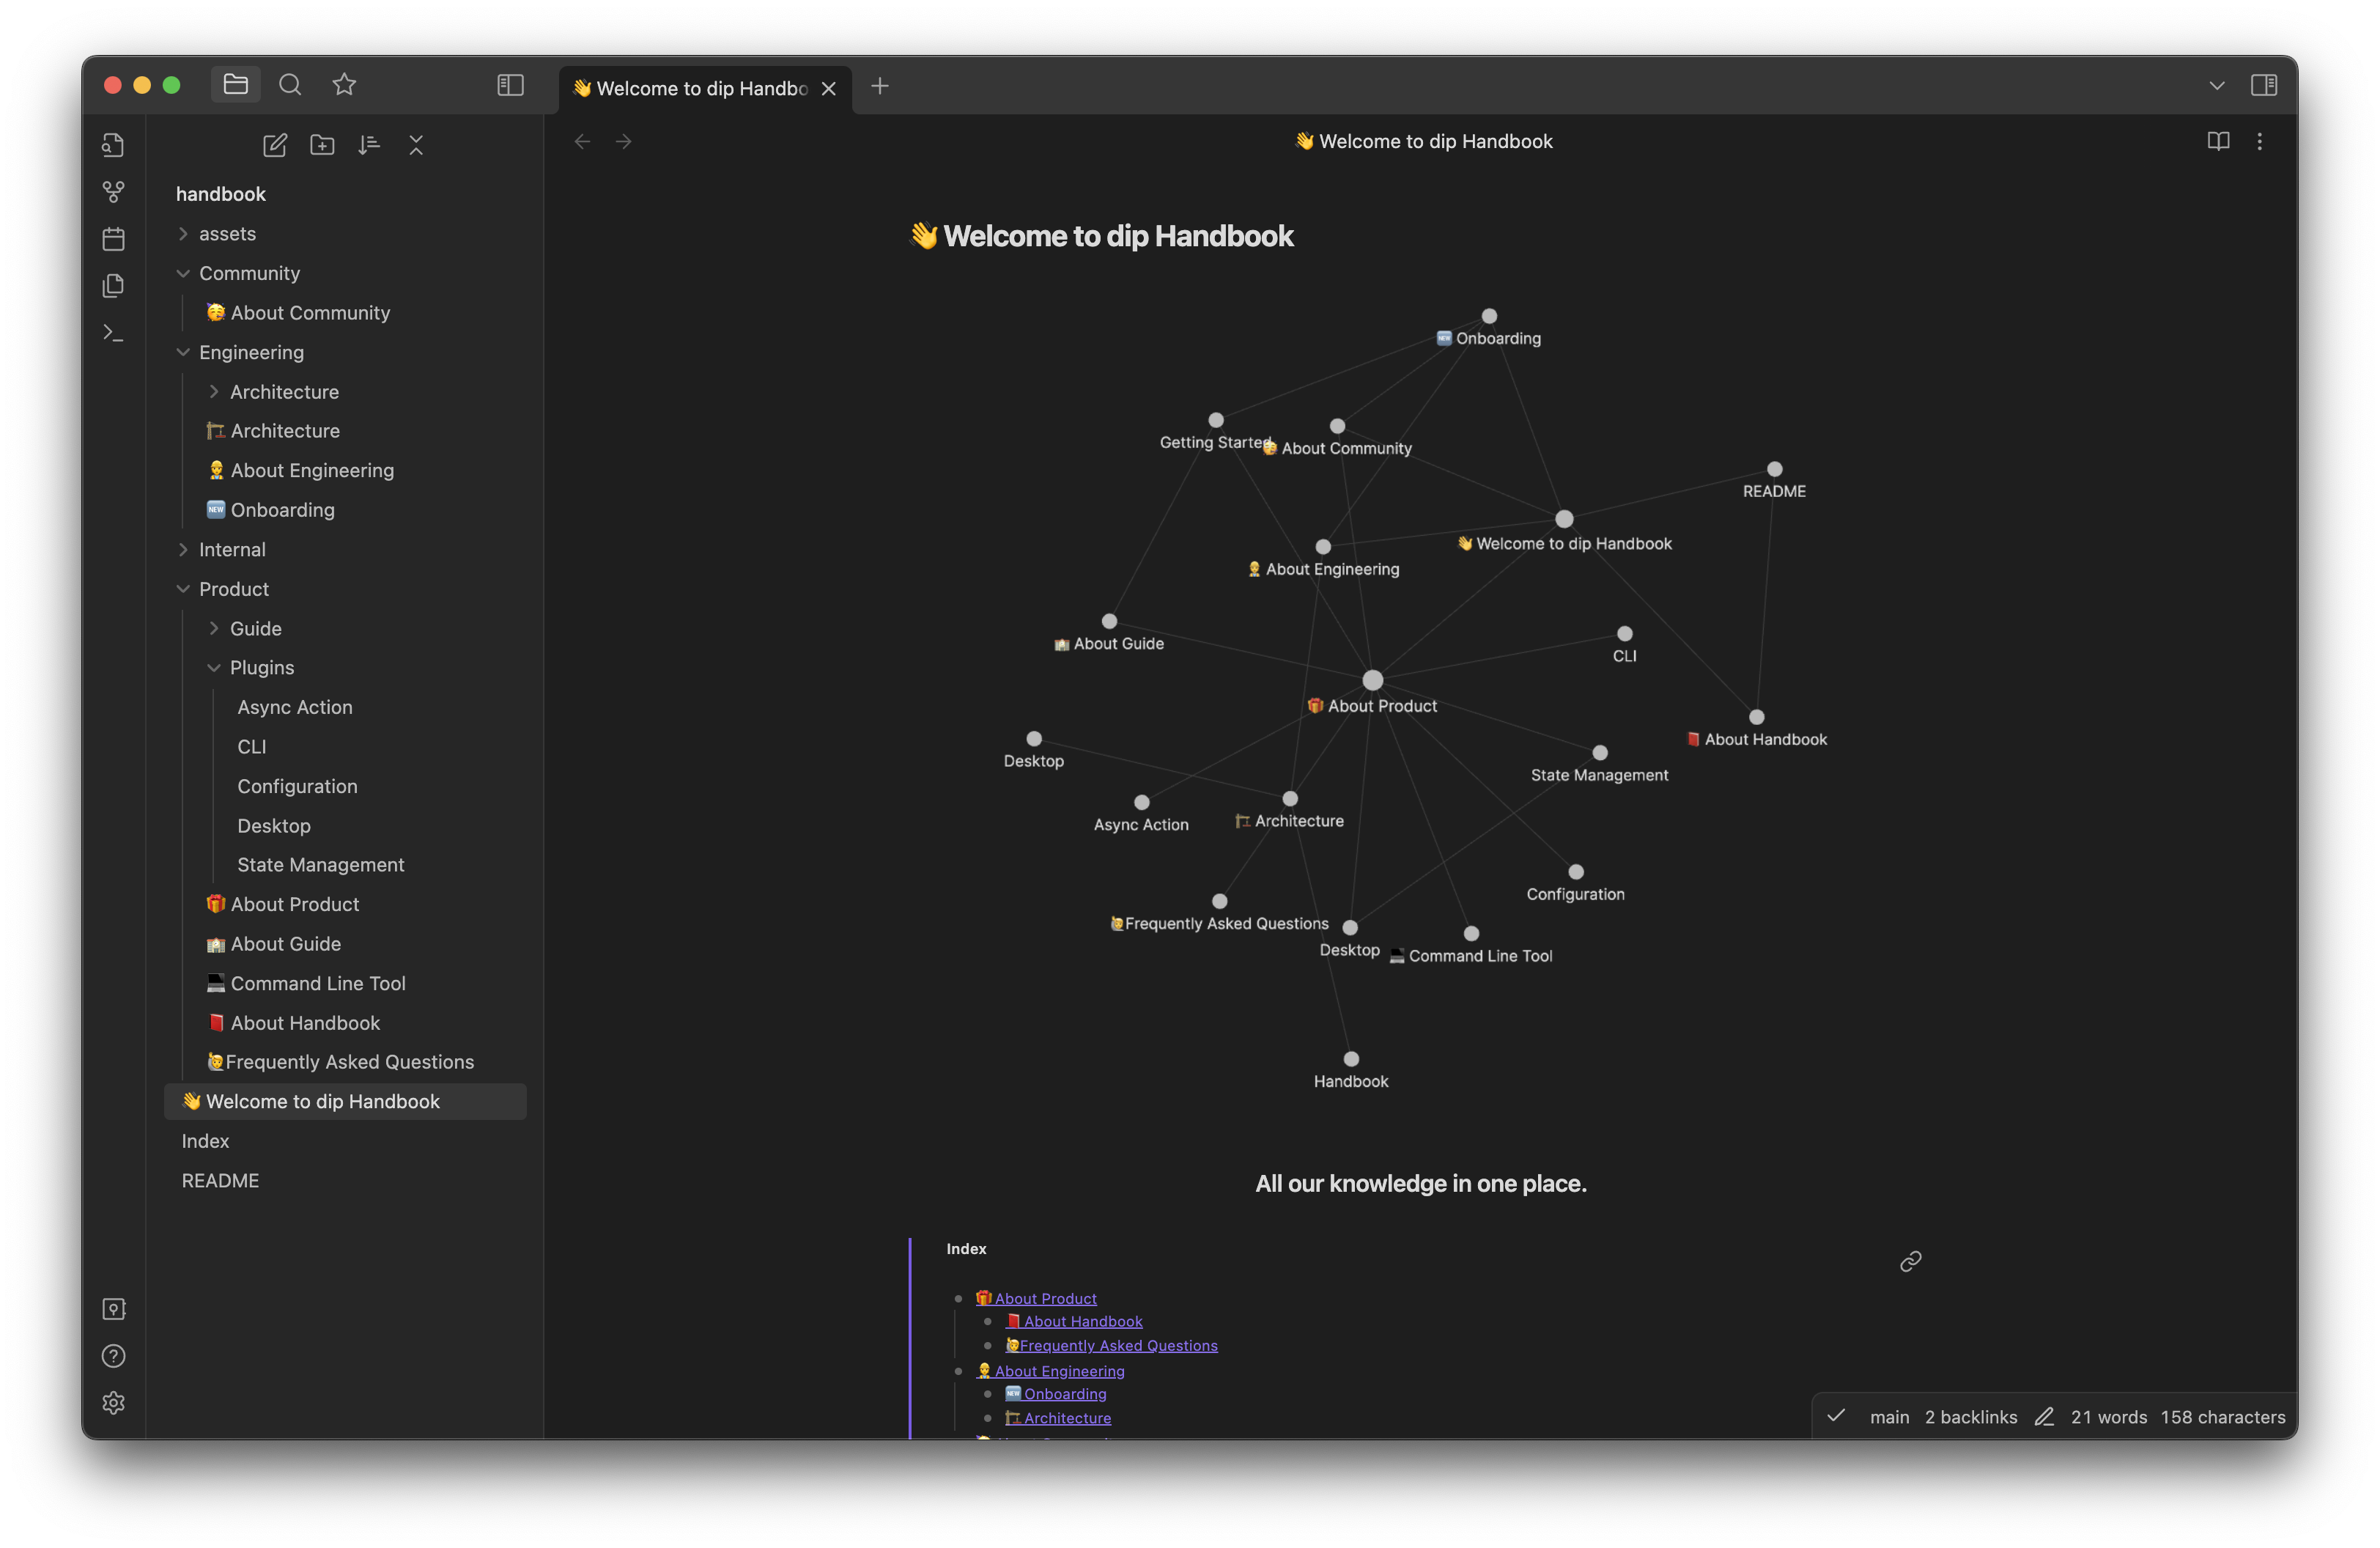 👋 Welcome to dip Handbo
👋 Welcome to dip Handbook
handbook
assets
Community
🥳 About Community
Engineering
Architecture
🏗 Architecture
👷 About Engineering
🆕 Onboarding
Internal
Product
Guide
Plugins
Async Action
CLI
Configuration
Desktop
State Management
🎁 About Product
🏫 About Guide
💻 Command Line Tool
📕 About Handbook
🙋Frequently Asked Questions
👋 Welcome to dip Handbook
Index
README
👋 Welcome to dip Handbook
🆕 Onboarding
Getting Started
🥳 About Community
README
👋 Welcome to dip Handbook
👷 About Engineering
🏫 About Guide
CLI
🎁 About Product
📕 About Handbook
Desktop
State Management
Async Action
🏗 Architecture
Configuration
🙋Frequently Asked Questions
Desktop
💻 Command Line Tool
Handbook
All our knowledge in one place.
Index
🎁 About Product
📕 About Handbook
🙋Frequently Asked Questions
👷 About Engineering
🆕 Onboarding
🏗 Architecture
main 2 backlinks 21 words 158 characters